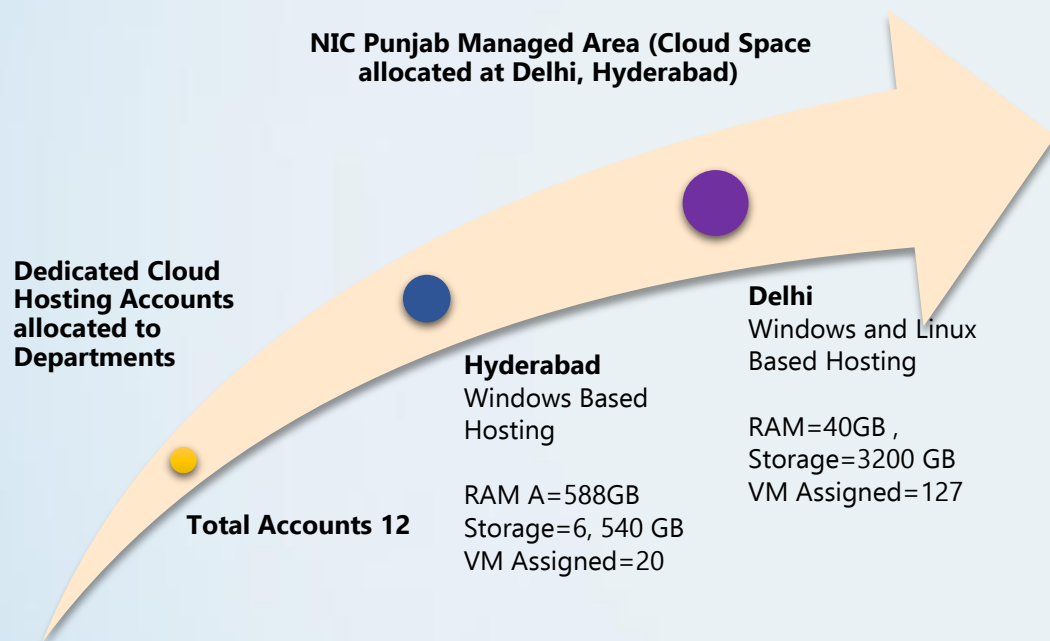 NIC Punjab Managed Area (Cloud Space
allocated at Delhi, Hyderabad)
Dedicated Cloud
Hosting Accounts
allocated to
Departments
Total Accounts 12
Hyderabad
Windows Based
Hosting
RAM A=588GB
Storage=6, 540 GB
VM Assigned=20
Delhi
Windows and Linux
Based Hosting
RAM=40GB ,
Storage=3200 GB
VM Assigned=127